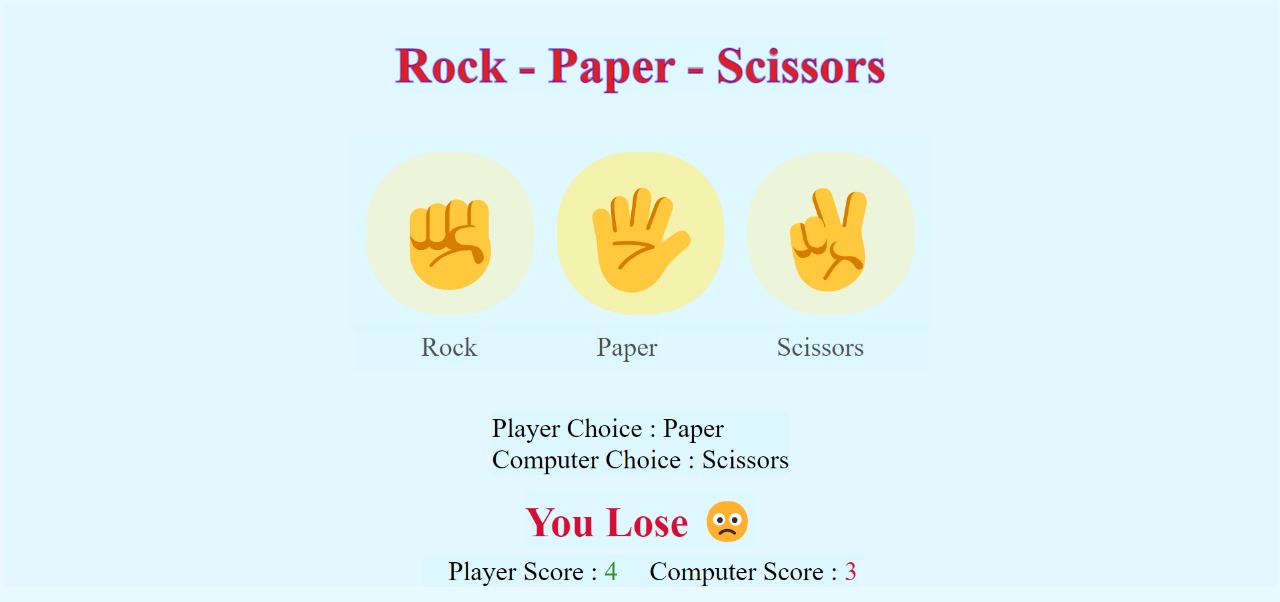 Rock - Paper - Scissors
Rock Paper Scissors
Player Choice : Paper
Computer Choice : Scissors
You Lose
Player Score : 4 Computer Score : 3